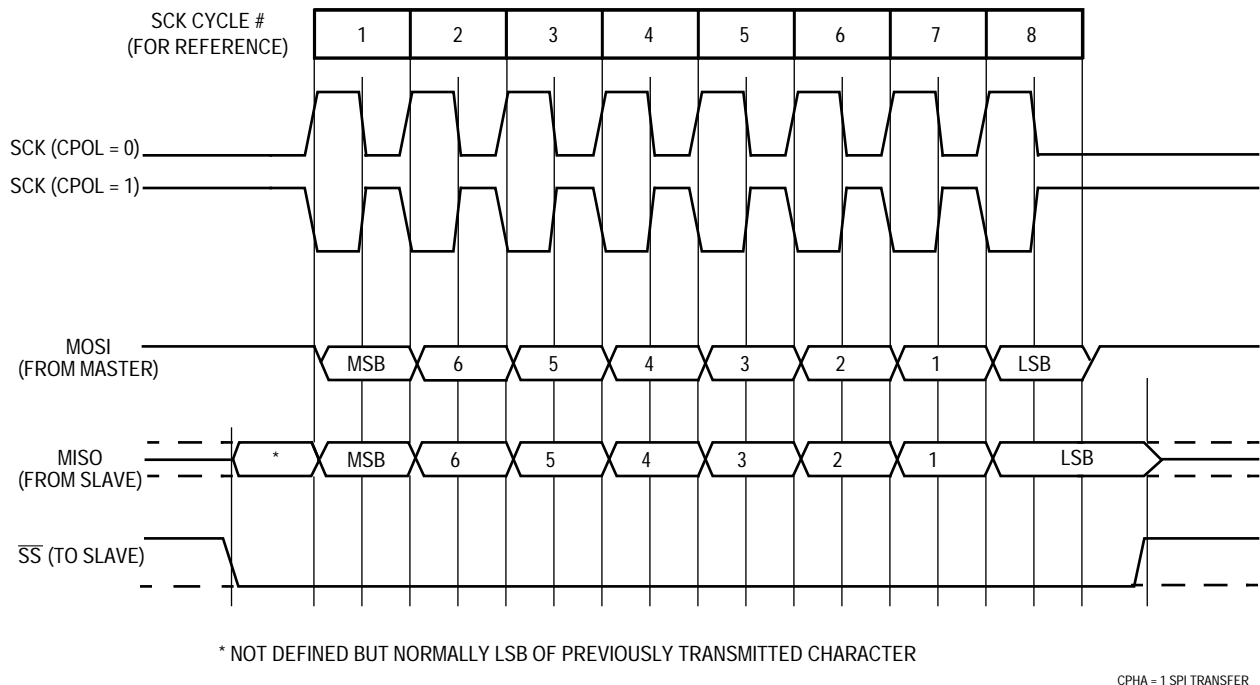 SCK CYCLE #
(FOR REFERENCE)
1 2 3 4 5 6 7 8
SCK (CPOL = 0)
SCK (CPOL = 1)
MOSI
(FROM MASTER)
MSB 6 5 4 3 2 1 LSB
MISO
(FROM SLAVE)
* MSB 6 5 4 3 2 1 LSB
S̅S̅ (TO SLAVE)
* NOT DEFINED BUT NORMALLY LSB OF PREVIOUSLY TRANSMITTED CHARACTER
CPHA = 1 SPI TRANSFER